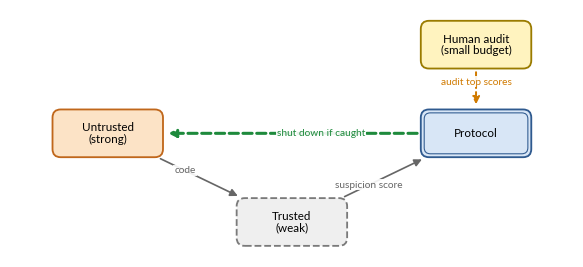 Human audit
(small budget)
audit top scores
Untrusted
(strong)
shut down if caught
Protocol
code
suspicion score
Trusted
(weak)